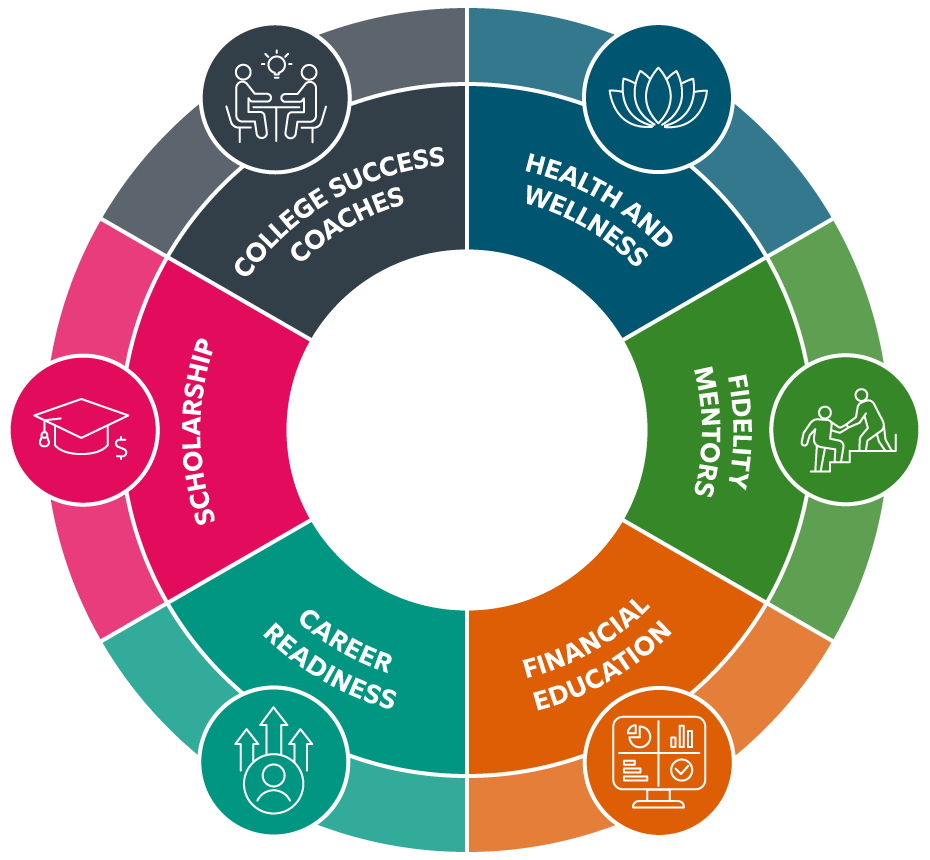 COLLEGE SUCCESS
COACHES
HEALTH AND
WELLNESS
FIDELITY
MENTORS
FINANCIAL
EDUCATION
CAREER
READINESS
SCHOLARSHIP
$